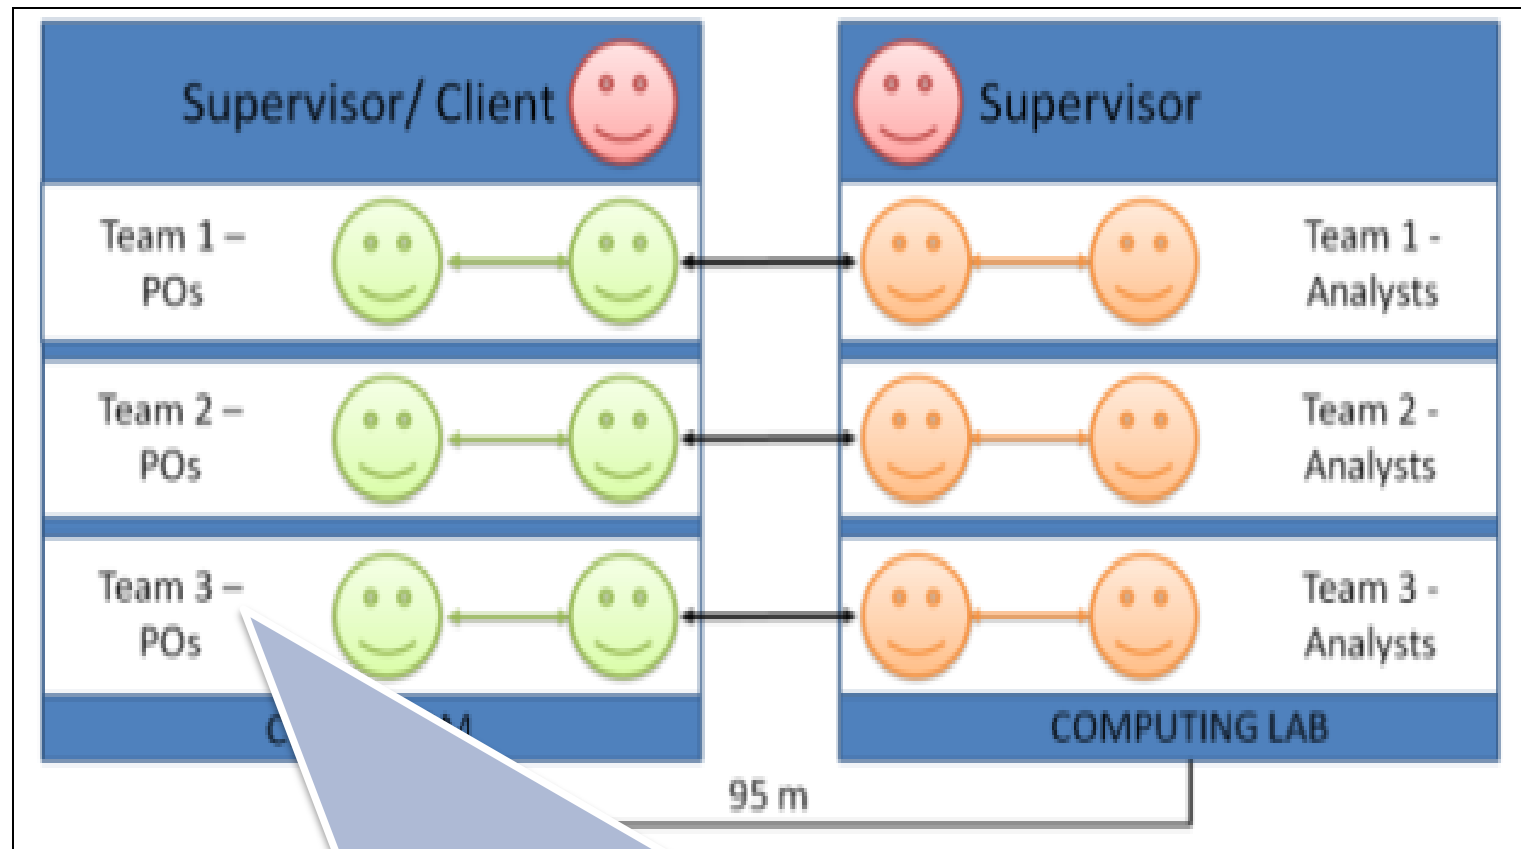 Supervisor/ Client
Team 1 –
POs
Team 2 –
POs
Team 3 –
POs
Supervisor
Team 1 -
Analysts
Team 2 -
Analysts
Team 3 -
Analysts
COMPUTING LAB
95 m